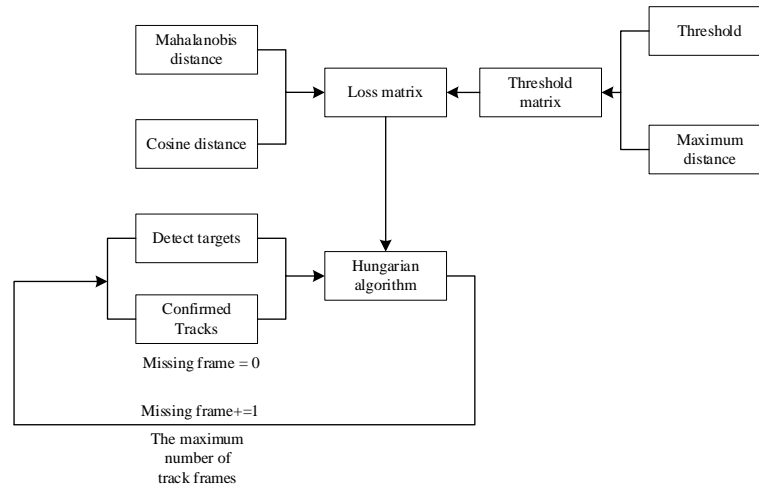 Mahalanobis
distance
Cosine distance
Loss matrix
Threshold
matrix
Threshold
Maximum
distance
Detect targets
Confirmed
Tracks
Hungarian
algorithm
Missing frame = 0
Missing frame+=1
The maximum
number of
track frames